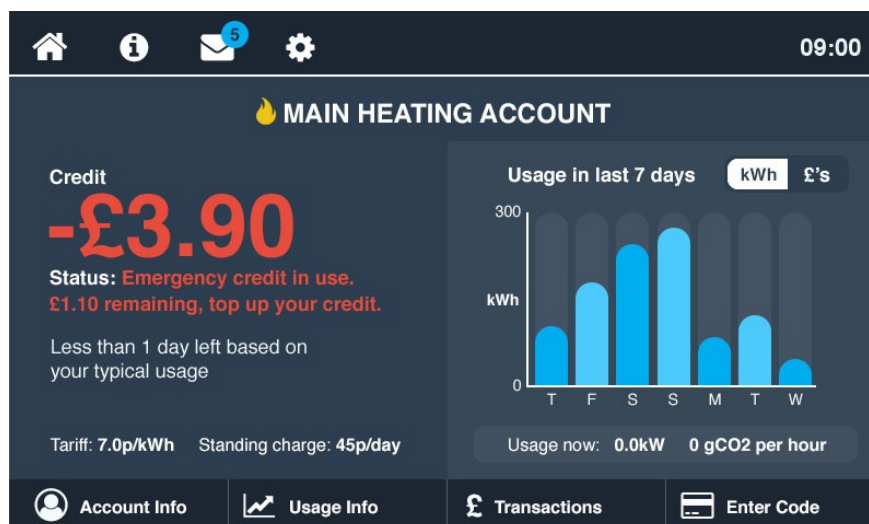 5
09:00
MAIN HEATING ACCOUNT
Credit
-£3.90
Status: Emergency credit in use.
£1.10 remaining, top up your credit.
Less than 1 day left based on
your typical usage
Tariff: 7.0p/kWh Standing charge: 45p/day
Usage in last 7 days kWh £'s
300
kWh
0
T F S S M T W
Usage now: 0.0kW 0 gCO2 per hour
Account Info Usage Info £ Transactions Enter Code